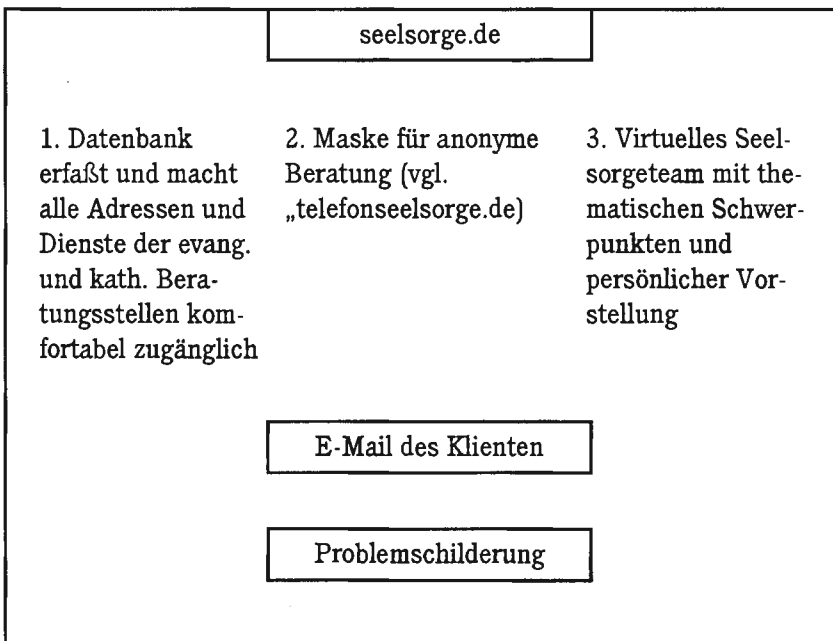 seelsorge.de
1. Datenbank
erfaßt und macht
alle Adressen und
Dienste der evang.
und kath. Bera-
tungsstellen kom-
fortabel zugänglich
2. Maske für anonyme
Beratung (vgl.
„telefonseelsorge.de)
3. Virtuelles Seel-
sorgeteam mit the-
matischen Schwer-
punkten und
persönlicher Vor-
stellung
E-Mail des Klienten
Problemschilderung